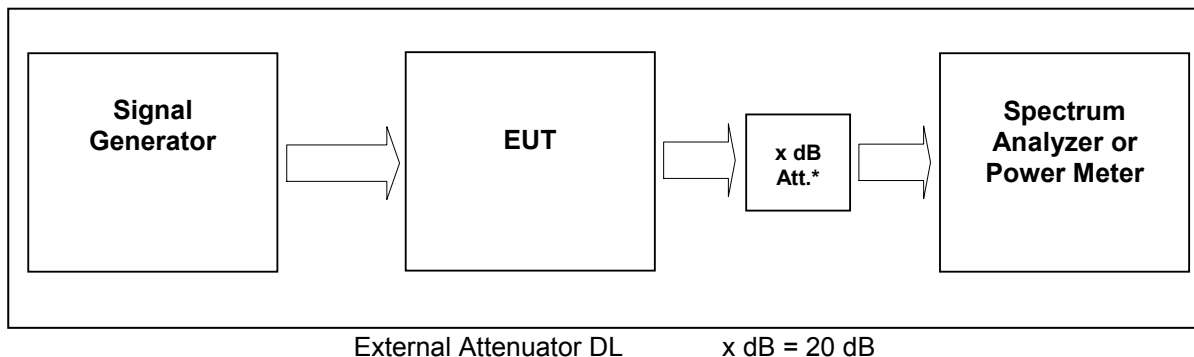 Signal
Generator
EUT
x dB
Att.*
Spectrum
Analyzer or
Power Meter
External Attenuator DL x dB = 20 dB